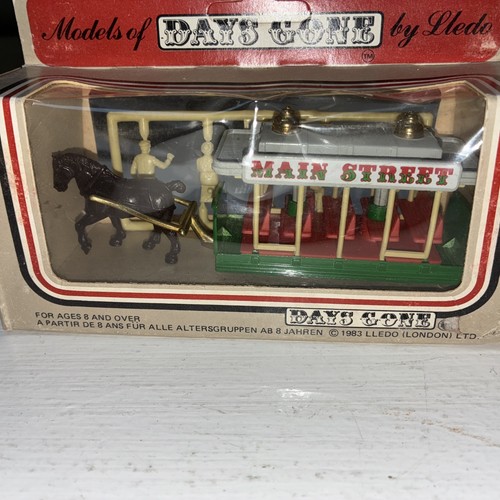 Models of DAYS GONE by Lledo
TM
MAIN STREET
DAYS GONE
FOR AGES 8 AND OVER
A PARTIR DE 8 ANS FÜR ALLE ALTERSGRUPPEN AB 8 JAHREN © 1983 LLEDO (LONDON) LTD